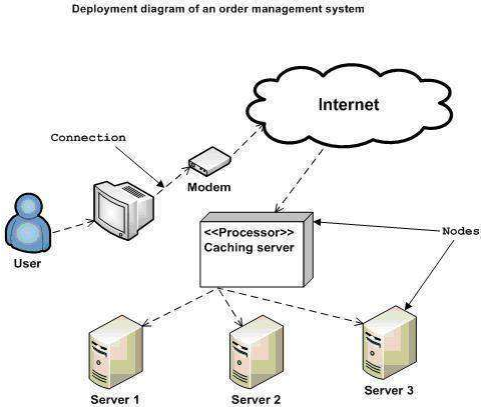 Deployment diagram of an order management system
Internet
Connection
Modem
<<Processor>>
Caching server
Nodes
User
Server 1
Server 2
Server 3